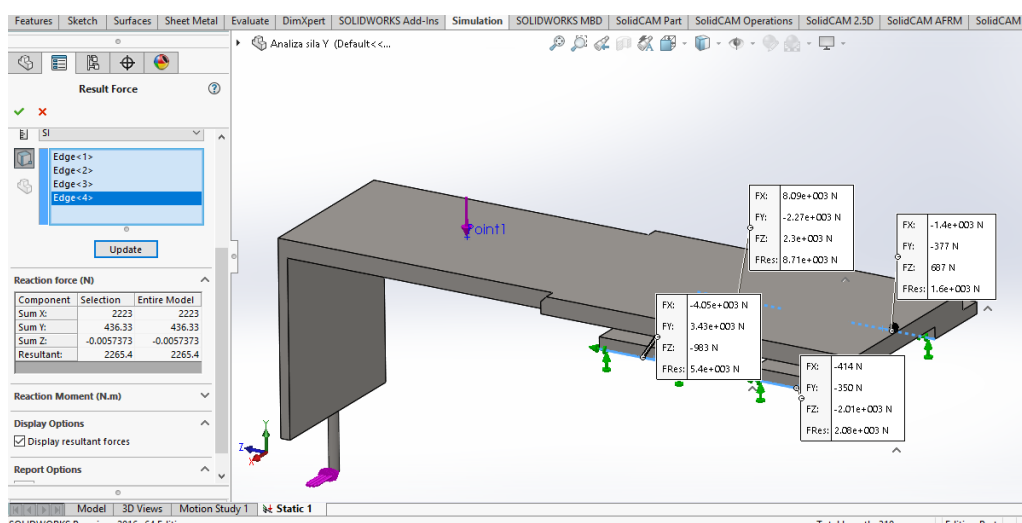 Features Sketch Surfaces Sheet Metal Evaluate DimXpert SOLIDWORKS Add-Ins Simulation SOLIDWORKS MBD SolidCAM Part SolidCAM Operations SolidCAM 2.5D SolidCAM AFRM SolidCAM
Analiza sila Y (Default<<...
Result Force
SI
Edge<1>
Edge<2>
Edge<3>
Edge<4>
Update
Reaction force (N)
Component Selection Entire Model
Sum X: 2223 2223
Sum Y: 436.33 436.33
Sum Z: -0.0057373 -0.0057373
Resultant: 2265.4 2265.4
Reaction Moment (N.m)
Display Options
Display resultant forces
Report Options
Point1
FX: 8.09e+003 N
FY: -2.27e+003 N
FZ: 2.3e+003 N
FRes: 8.71e+003 N
FX: -1.4e+003 N
FY: -377 N
FZ: 687 N
FRes: 1.6e+003 N
FX: -4.05e+003 N
FY: 3.43e+003 N
FZ: -983 N
FRes: 5.4e+003 N
FX: -414 N
FY: -350 N
FZ: -2.01e+003 N
FRes: 2.08e+003 N
Y
Z
X
Model 3D Views Motion Study 1 Static 1